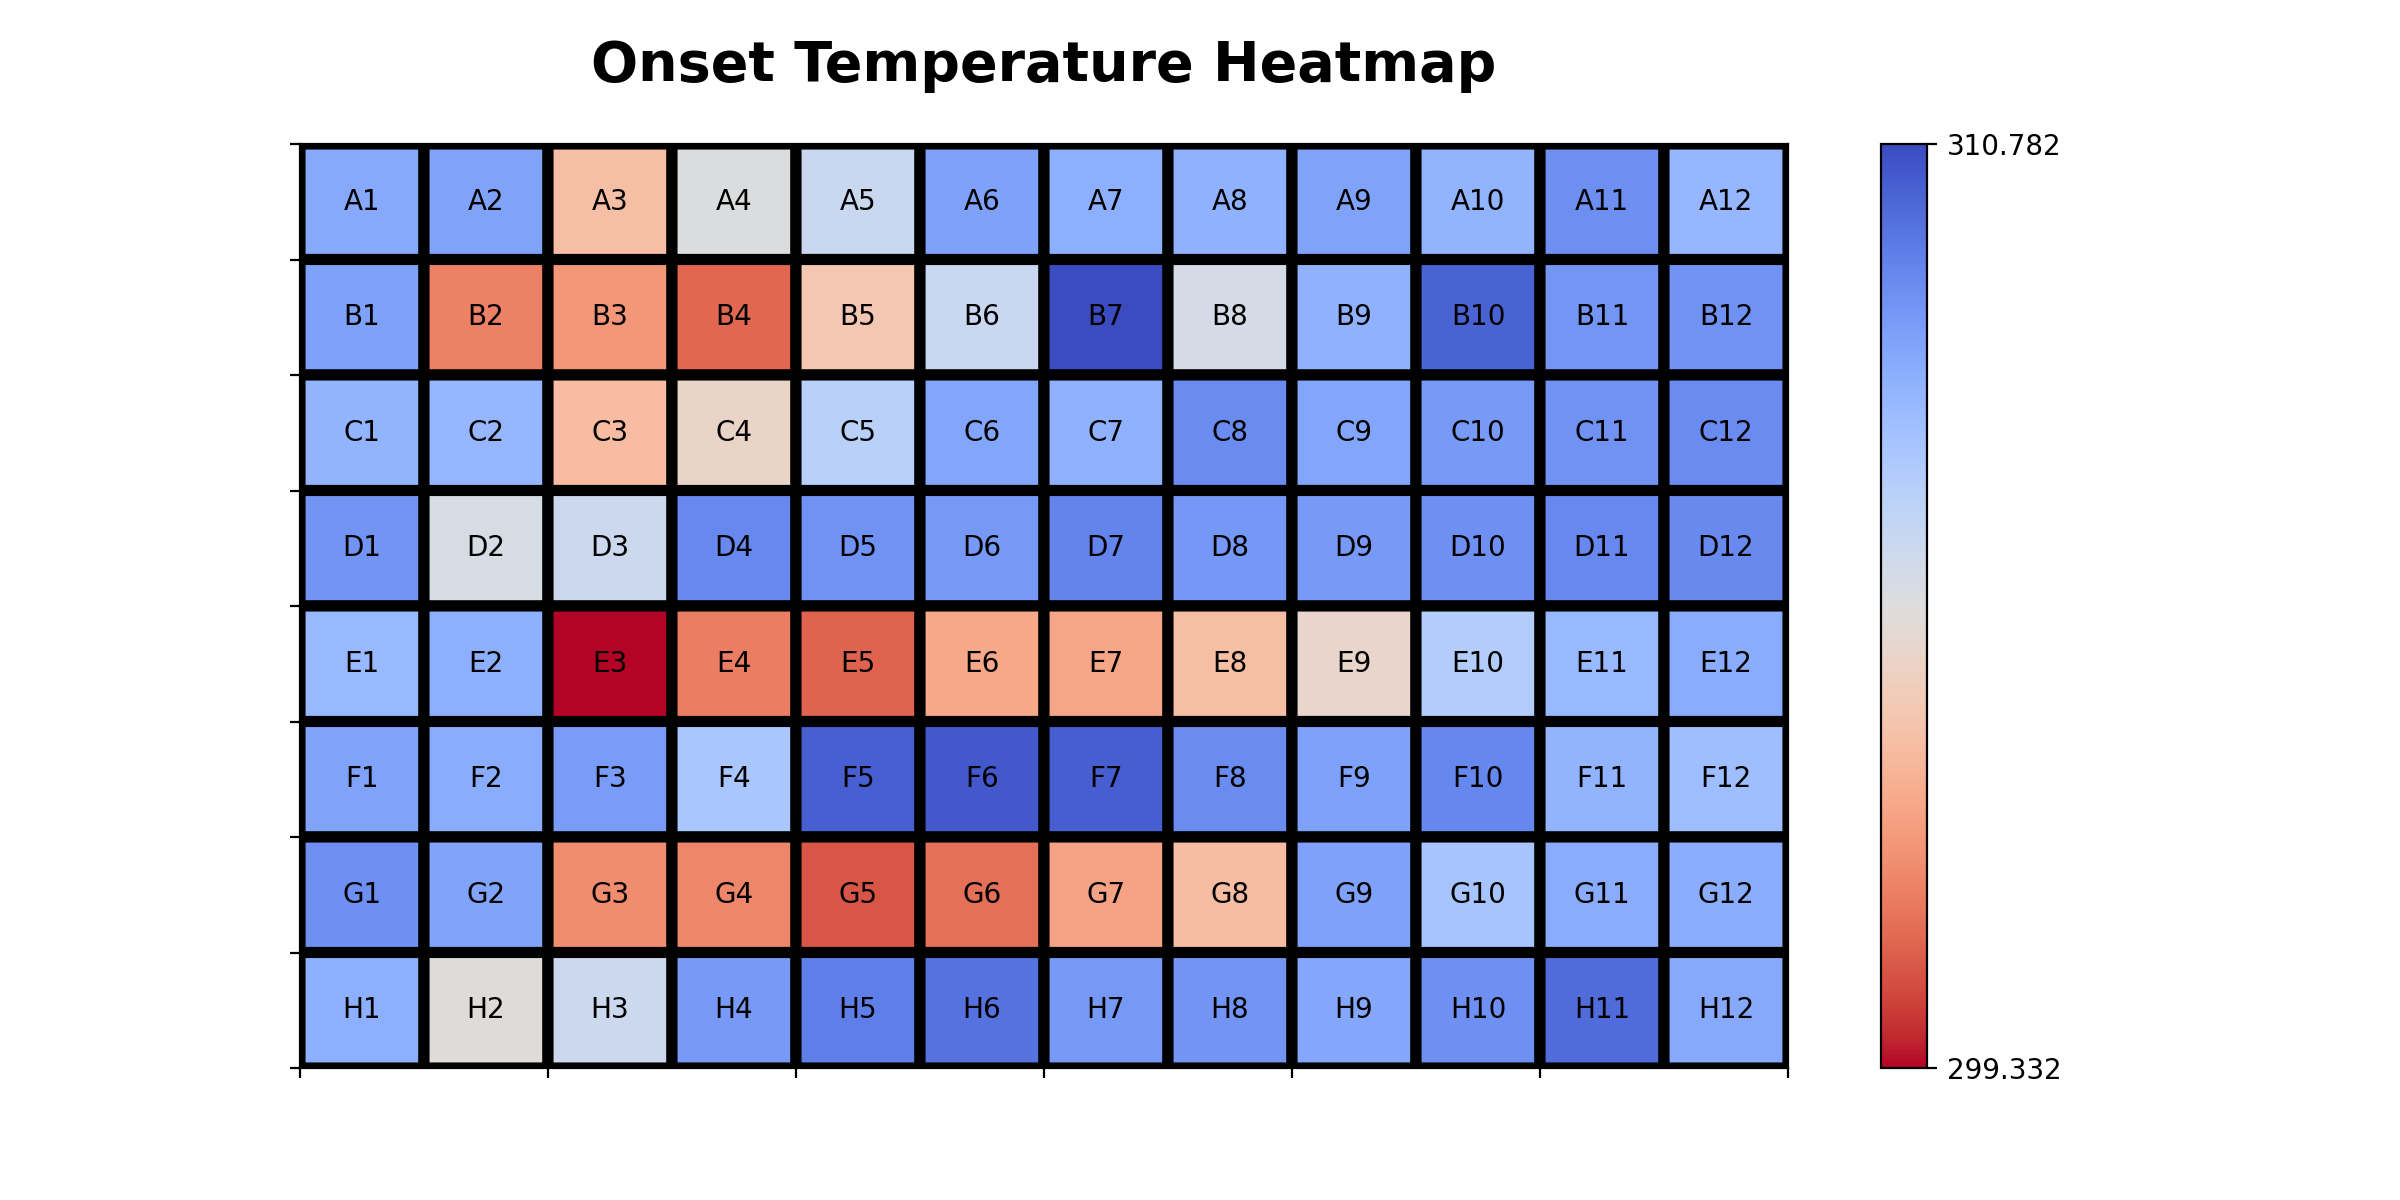 Onset Temperature Heatmap
310.782
A1 A2 A3 A4 A5 A6 A7 A8 A9 A10 A11 A12
B1 B2 B3 B4 B5 B6 B7 B8 B9 B10 B11 B12
C1 C2 C3 C4 C5 C6 C7 C8 C9 C10 C11 C12
D1 D2 D3 D4 D5 D6 D7 D8 D9 D10 D11 D12
E1 E2 E3 E4 E5 E6 E7 E8 E9 E10 E11 E12
F1 F2 F3 F4 F5 F6 F7 F8 F9 F10 F11 F12
G1 G2 G3 G4 G5 G6 G7 G8 G9 G10 G11 G12
H1 H2 H3 H4 H5 H6 H7 H8 H9 H10 H11 H12
299.332